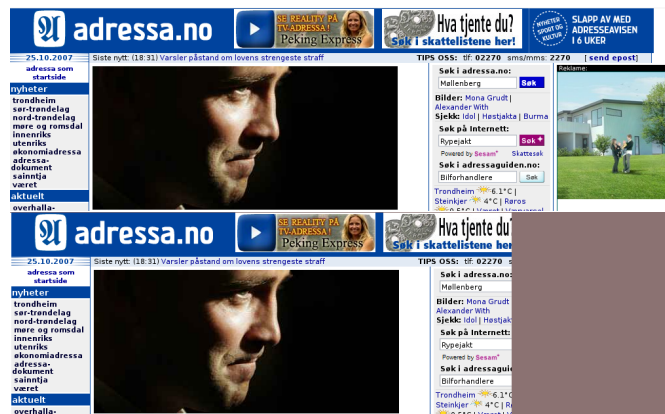 adressa.no
SE REALITY PÅ
TV-ADRESSA!
Peking Express
Hva tjente du?
Søk i skattelistene her!
NYHETER
SPORT OG
KULTUR
SLAPP AV MED
ADRESSEAVISEN
I 6 UKER
25.10.2007
Siste nytt: (18:31) Varsler påstand om lovens strengeste straff
TIPS OSS: tlf: 02270 sms/mms: 2270 [send epost]
adressa som
startside
nyheter
trondheim
sør-trøndelag
nord-trøndelag
møre og romsdal
innenriks
utenriks
økonomiadressa
adressa-
dokument
sainntja
været
aktuelt
overhalla-
Søk i adressa.no:
Møllenberg Søk
Bilder: Mona Grudt |
Alexander With
Sjekk: Idol | Høstjakta | Burma
Søk på Internett:
Rypejakt Søk
Powered by Sesam Skattesøk
Søk i adressaguiden.no:
Bilforhandlere Søk
Trondheim 6.1°C |
Steinkjer 4°C | Røros
Reklame:
adressa.no
SE REALITY PÅ
TV-ADRESSA!
Peking Express
Hva tjente du
Søk i skattelistene her
25.10.2007
Siste nytt: (18:31) Varsler påstand om lovens strengeste straff
TIPS OSS: tlf: 02270 s
adressa som
startside
nyheter
trondheim
sør-trøndelag
nord-trøndelag
møre og romsdal
innenriks
utenriks
økonomiadressa
adressa-
dokument
sainntja
været
aktuelt
overhalla-
Søk i adressa.no:
Møllenberg
Bilder: Mona Grudt
Alexander With
Sjekk: Idol | Høstjak
Søk på Internett:
Rypejakt
Powered by Sesam
Søk i adressagui
Bilforhandlere
Trondheim 6.1°
Steinkjer 4°C | R